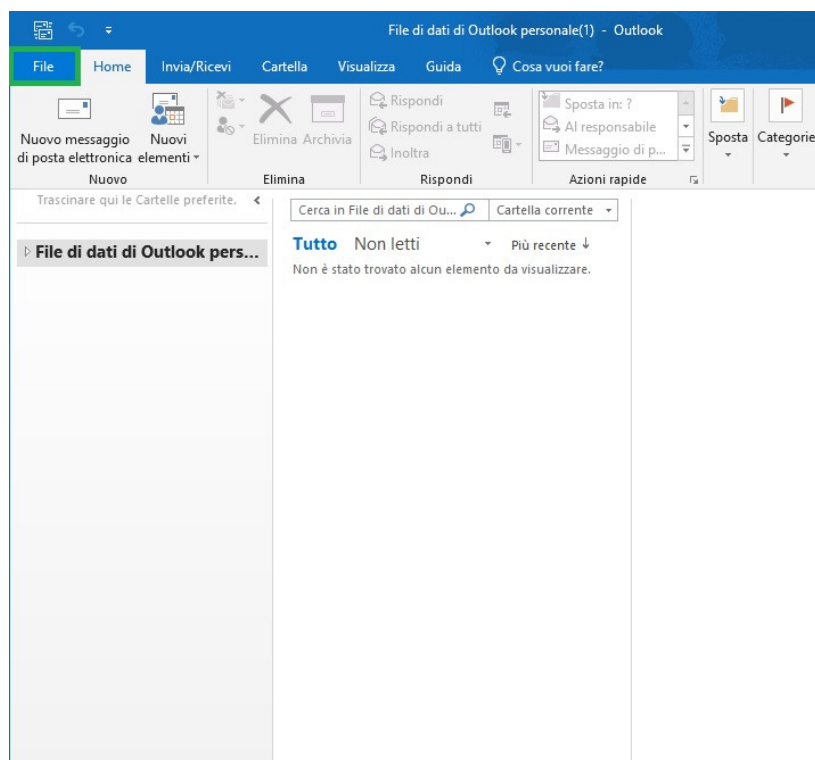 File di dati di Outlook personale(1) - Outlook
File Home Invia/Ricevi Cartella Visualizza Guida Cosa vuoi fare?
Nuovo messaggio di posta elettronica
Nuovi elementi
Nuovo
Elimina
Archivia
Elimina
Rispondi
Rispondi a tutti
Inoltra
Rispondi
Sposta in: ?
Al responsabile
Messaggio di p...
Azioni rapide
Sposta
Categorie
Trascinare qui le Cartelle preferite.
File di dati di Outlook pers...
Cerca in File di dati di Ou... Cartella corrente
Tutto Non letti Più recente ↓
Non è stato trovato alcun elemento da visualizzare.